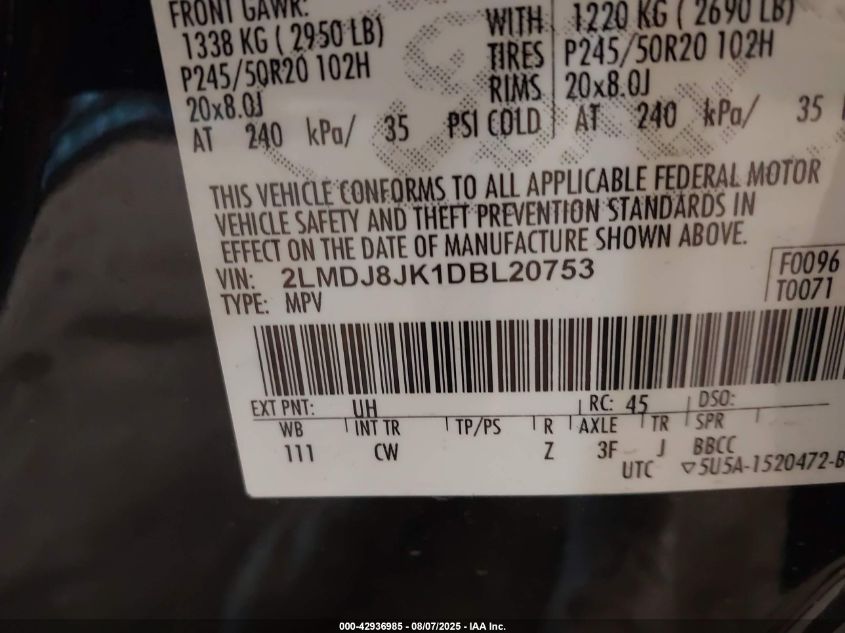 FRONT GAWR:
1338 KG ( 2950 LB)
P245/50R20 102H
20x8.0J
AT 240 kPa/ 35 PSI COLD
WITH
TIRES
RIMS
1220 KG ( 2690 LB)
P245/50R20 102H
20x8.0J
AT 240 kPa/ 35
THIS VEHICLE CONFORMS TO ALL APPLICABLE FEDERAL MOTOR
VEHICLE SAFETY AND THEFT PREVENTION STANDARDS IN
EFFECT ON THE DATE OF MANUFACTURE SHOWN ABOVE.
VIN: 2LMDJ8JK1DBL20753
TYPE: MPV
F0096
T0071
EXT PNT: UH RC: 45 DSO:
WB INT TR TP/PS R AXLE TR SPR
111 CW Z 3F J BBCC
UTC ▽5U5A-1520472-B
000-42936985 - 08/07/2025 - IAA Inc.